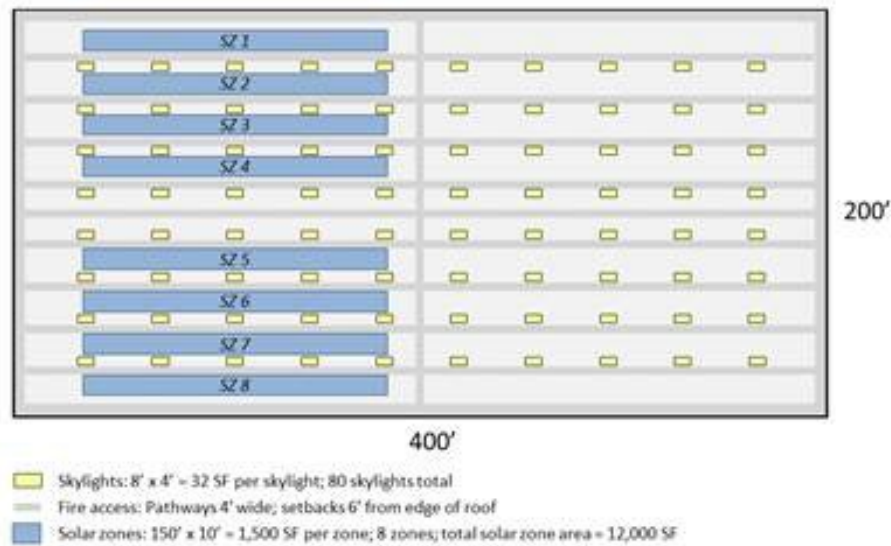 SZ 1
SZ 2
SZ 3
SZ 4
SZ 5
SZ 6
SZ 7
SZ 8
200'
400'
Skylights: 8' x 4' = 32 SF per skylight; 80 skylights total
Fire access: Pathways 4' wide; setbacks 6' from edge of roof
Solar zones: 150' x 10' = 1,500 SF per zone; 8 zones; total solar zone area = 12,000 SF